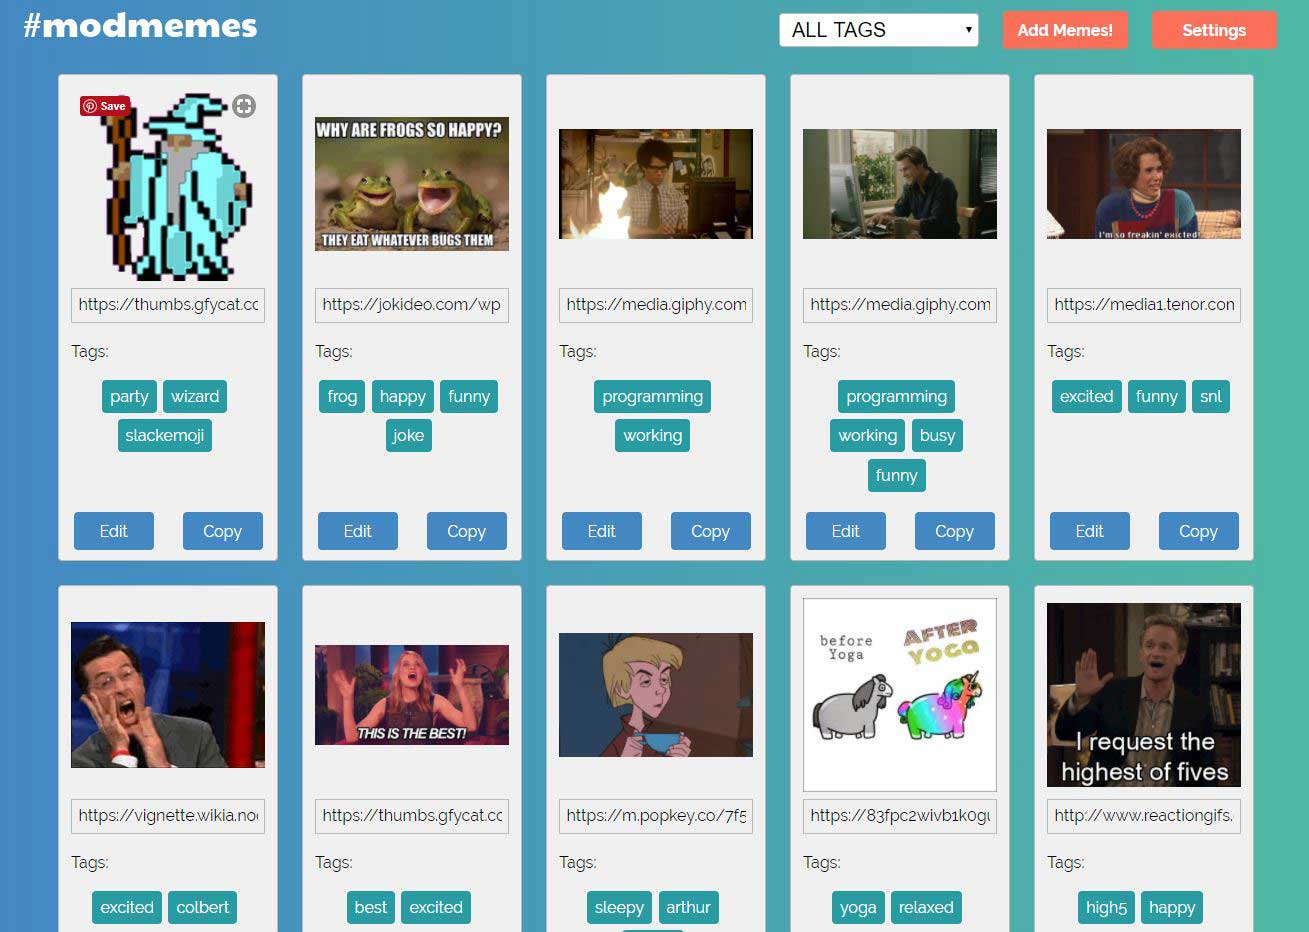 #modmemes
ALL TAGS
Add Memes!
Settings
Save
WHY ARE FROGS SO HAPPY?
THEY EAT WHATEVER BUGS THEM
I'm so freakin' exicted!
https://thumbs.gfycat.cc
https://jokideo.com/wp
https://media.giphy.com
https://media.giphy.com
https://media1.tenor.con
Tags:
Tags:
Tags:
Tags:
Tags:
party wizard
slackemoji
frog happy funny
joke
programming
working
programming
working busy
funny
excited funny snl
Edit Copy
Edit Copy
Edit Copy
Edit Copy
Edit Copy
THIS IS THE BEST!
before
Yoga
AFTER
YOGA
I request the
highest of fives
https://vignette.wikia.no
https://thumbs.gfycat.cc
https://m.popkey.co/7f5
https://83fpc2wivb1k0gu
http://www.reactiongifs.
Tags:
Tags:
Tags:
Tags:
Tags:
excited colbert
best excited
sleepy arthur
yoga relaxed
high5 happy